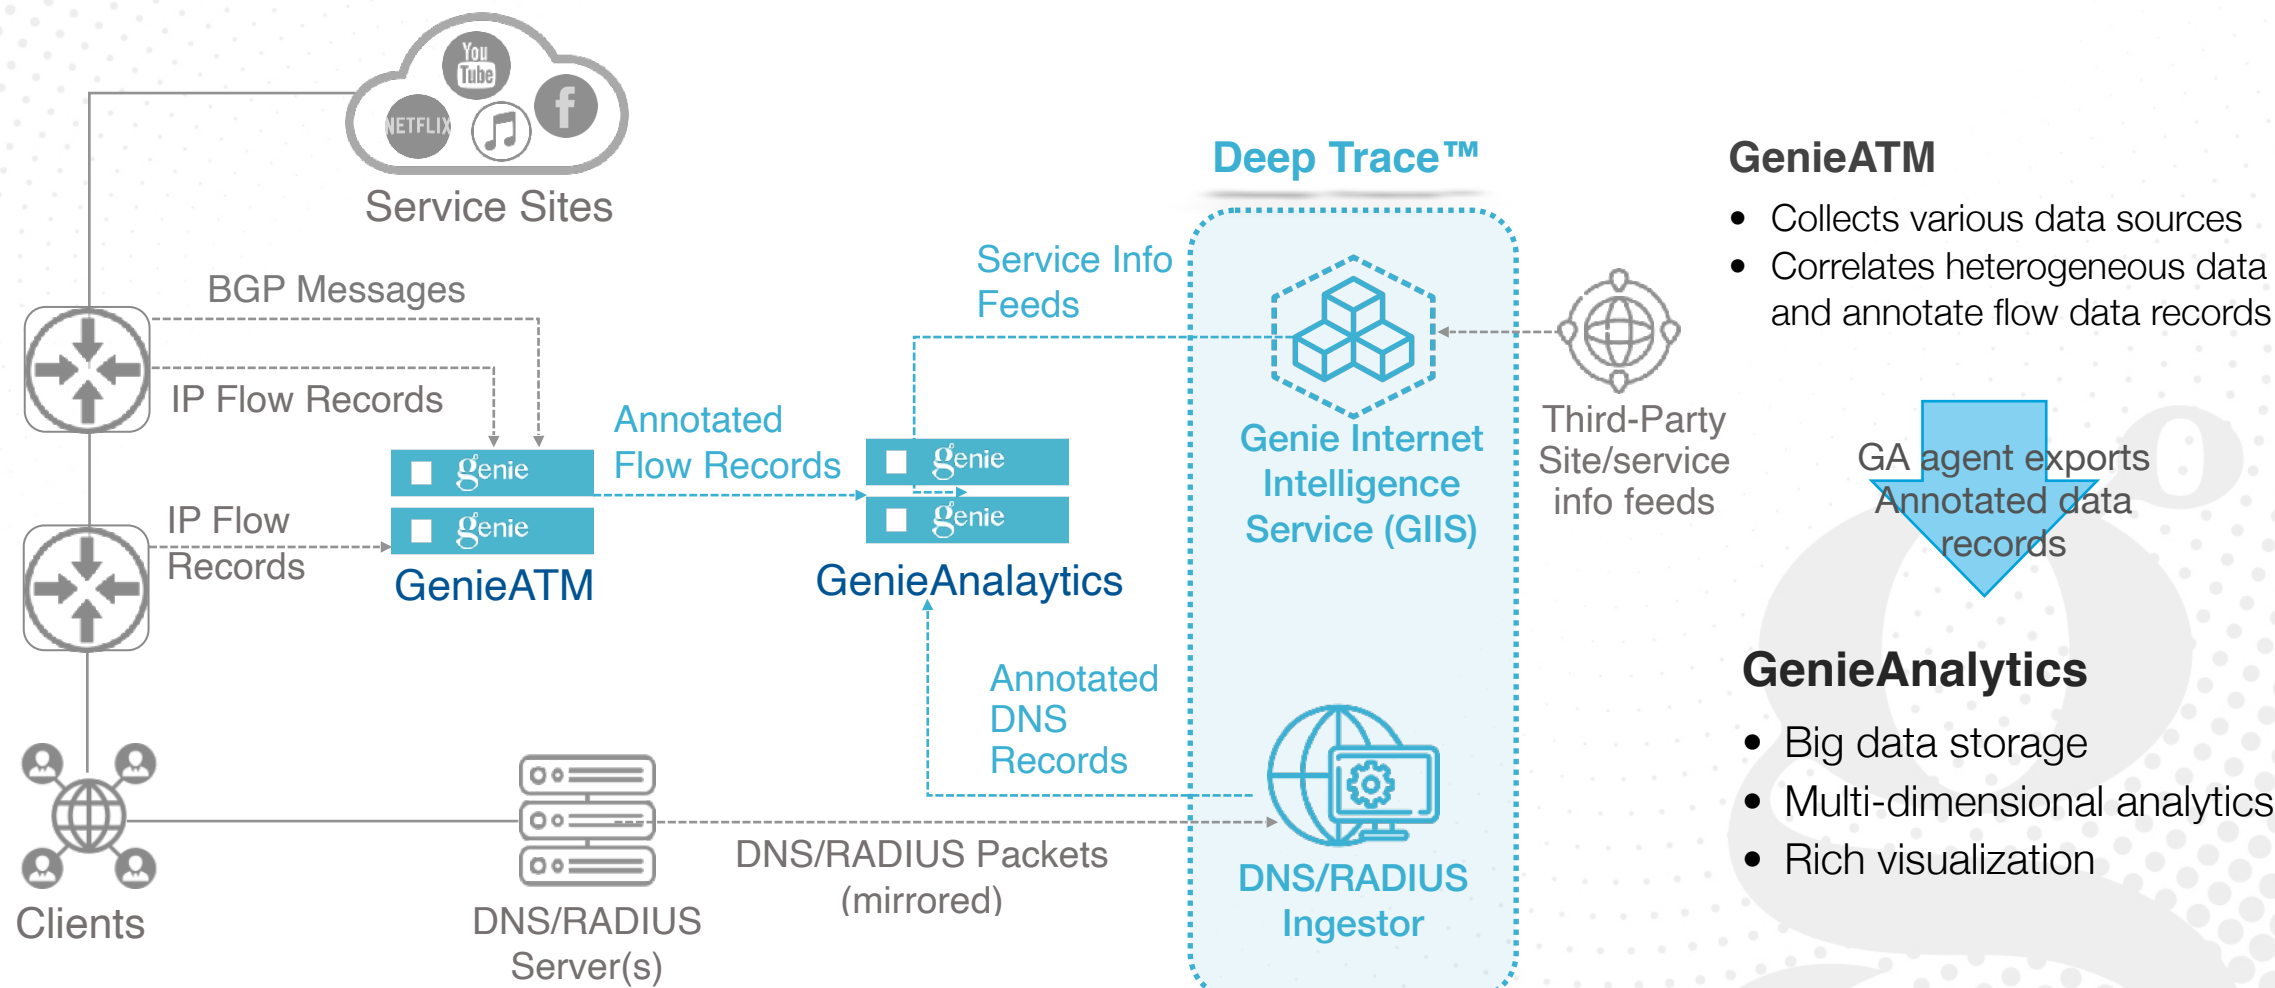 You
Tube
NETFLIX
f
Service Sites
BGP Messages
IP Flow Records
IP Flow
Records
genie
genie
GenieATM
Annotated
Flow Records
genie
genie
GenieAnalaytics
Service Info
Feeds
Deep Trace™
Genie Internet
Intelligence
Service (GIIS)
Third-Party
Site/service
info feeds
Annotated
DNS
Records
DNS/RADIUS
Ingestor
Clients
DNS/RADIUS
Server(s)
DNS/RADIUS Packets
(mirrored)
GenieATM
• Collects various data sources
• Correlates heterogeneous data
and annotate flow data records
GA agent exports
Annotated data
records
GenieAnalytics
• Big data storage
• Multi-dimensional analytics
• Rich visualization